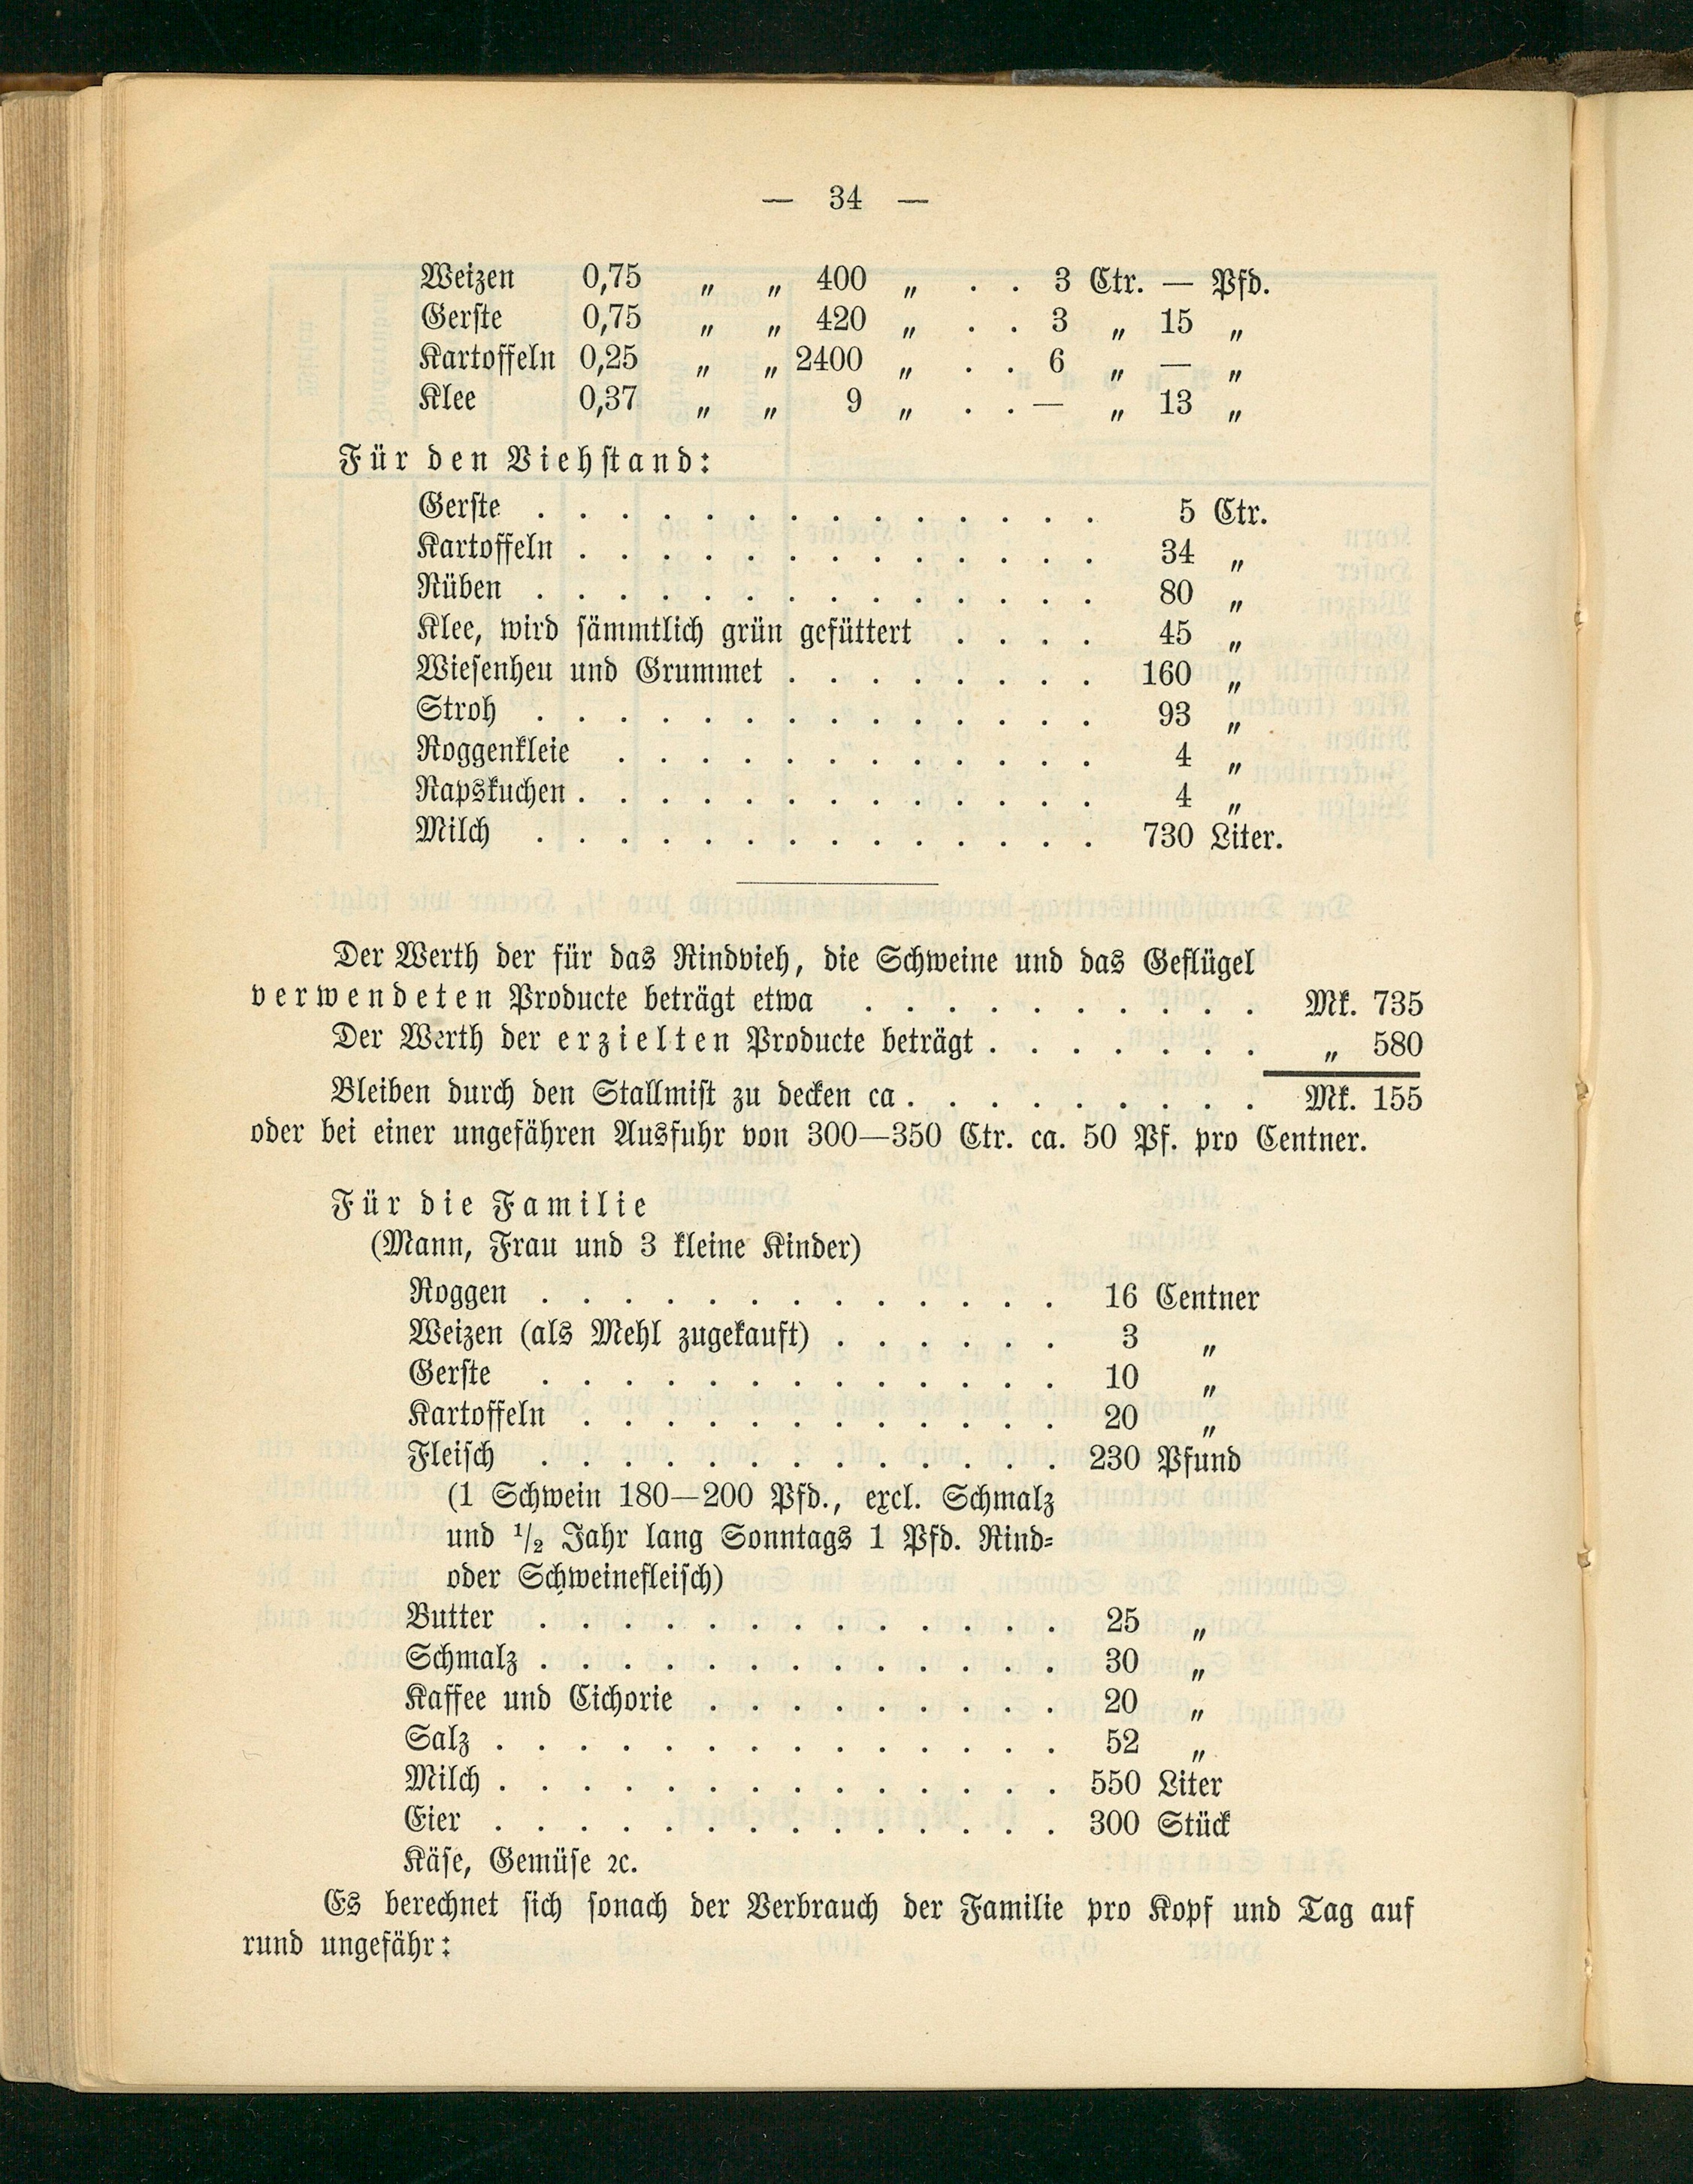 — 34 —
Weizen 0,75 „ „ 400 „ . . 3 Ctr. — Pfd.
Gerſte 0,75 „ „ 420 „ . . 3 „ 15 „
Kartoffeln 0,25 „ „ 2400 „ . . 6 „ — „
Klee 0,37 „ „ 9 „ . . — „ 13 „
Für den Viehſtand:
Gerſte . . . . . . . . . . . . . . 5 Ctr.
Kartoffeln . . . . . . . . . . . . . 34 „
Rüben . . . . . . . . . . . . . . 80 „
Klee, wird ſämmtlich grün gefüttert . . . . 45 „
Wieſenheu und Grummet . . . . . . . . 160 „
Stroh . . . . . . . . . . . . . . 93 „
Roggenkleie . . . . . . . . . . . . 4 „
Rapskuchen . . . . . . . . . . . . . 4 „
Milch . . . . . . . . . . . . . . 730 Liter.
Der Werth der für das Rindvieh, die Schweine und das Geflügel
verwendeten Producte beträgt etwa . . . . . . . . . . Mk. 735
Der Werth der erzielten Producte beträgt . . . . . . . „ 580
Bleiben durch den Stallmiſt zu decken ca . . . . . . . . . Mk. 155
oder bei einer ungefähren Ausfuhr von 300—350 Ctr. ca. 50 Pf. pro Centner.
Für die Familie
(Mann, Frau und 3 kleine Kinder)
Roggen . . . . . . . . . . . . . 16 Centner
Weizen (als Mehl zugekauft) . . . . . . 3 „
Gerſte . . . . . . . . . . . . . 10 „
Kartoffeln . . . . . . . . . . . . 20 „
Fleiſch . . . . . . . . . . . . . 230 Pfund
(1 Schwein 180—200 Pfd., excl. Schmalz
und ¹/₂ Jahr lang Sonntags 1 Pfd. Rind-
oder Schweinefleiſch)
Butter . . . . . . . . . . . . . 25 „
Schmalz . . . . . . . . . . . . . 30 „
Kaffee und Cichorie . . . . . . . . . 20 „
Salz . . . . . . . . . . . . . . 52 „
Milch . . . . . . . . . . . . . . 550 Liter
Eier . . . . . . . . . . . . . . 300 Stück
Käſe, Gemüſe ꝛc.
Es berechnet ſich ſonach der Verbrauch der Familie pro Kopf und Tag auf
rund ungefähr: